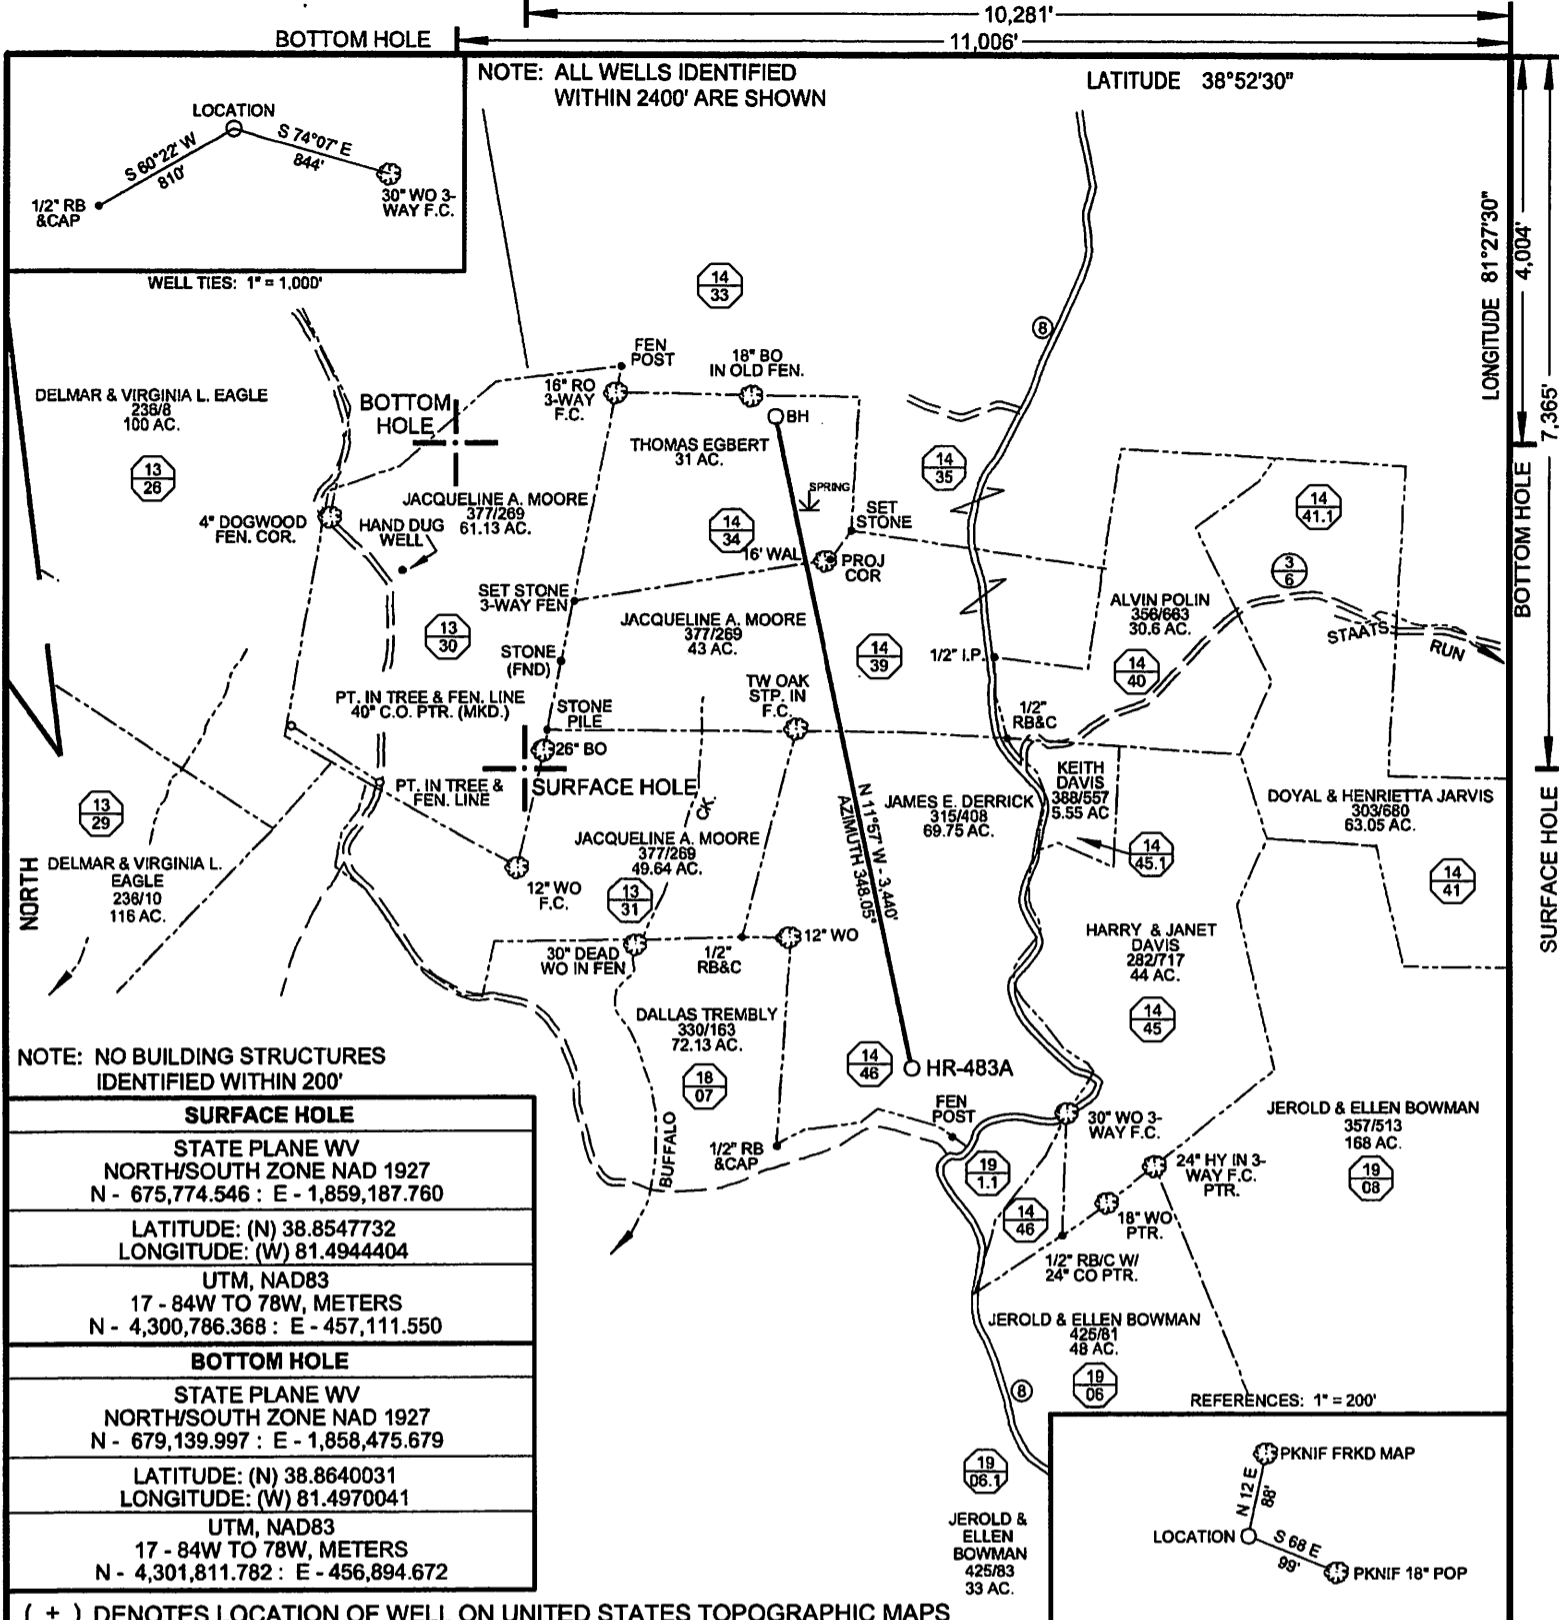 10,281'
BOTTOM HOLE
11,006'
NOTE: ALL WELLS IDENTIFIED
WITHIN 2400' ARE SHOWN
LATITUDE 38°52'30"
LOCATION
S 60°22' W
810'
S 74°07' E
844'
1/2" RB
&CAP
30" WO 3-
WAY F.C.
WELL TIES: 1" = 1,000'
LONGITUDE 81°27'30"
4,004'
7,365'
BOTTOM HOLE
SURFACE HOLE
14
33
8
FEN
POST
18" BO
IN OLD FEN.
16" RO
3-WAY
F.C.
DELMAR & VIRGINIA L. EAGLE
236/8
100 AC.
BOTTOM
HOLE
BH
THOMAS EGBERT
31 AC.
13
26
14
35
SPRING
JACQUELINE A. MOORE
377/269
61.13 AC.
4" DOGWOOD
FEN. COR.
HAND DUG
WELL
14
34
SET
STONE
14
41.1
16' WAL
PROJ
COR
3
6
SET STONE
3-WAY FEN
ALVIN POLIN
356/663
30.6 AC.
JACQUELINE A. MOORE
377/269
43 AC.
STAATS
RUN
13
30
STONE
(FND)
14
39
1/2" I.P.
14
40
PT. IN TREE & FEN. LINE
40" C.O. PTR. (MKD.)
STONE
PILE
TW OAK
STP. IN
F.C.
1/2"
RB&C
26" BO
PT. IN TREE &
FEN. LINE
SURFACE HOLE
CK.
N 11°57' W - 3,440'
AZIMUTH 348.05°
KEITH
DAVIS
388/557
5.55 AC
JAMES E. DERRICK
315/408
69.75 AC.
DOYAL & HENRIETTA JARVIS
303/680
63.05 AC.
13
29
JACQUELINE A. MOORE
377/269
49.64 AC.
14
45.1
14
41
NORTH
DELMAR & VIRGINIA L.
EAGLE
236/10
116 AC.
12" WO
F.C.
13
31
HARRY & JANET
DAVIS
282/717
44 AC.
30" DEAD
WO IN FEN
1/2"
RB&C
12" WO
14
45
DALLAS TREMBLY
330/163
72.13 AC.
18
07
14
46
HR-483A
NOTE: NO BUILDING STRUCTURES
IDENTIFIED WITHIN 200'
FEN
POST
30" WO 3-
WAY F.C.
JEROLD & ELLEN BOWMAN
357/513
168 AC.
19
08
BUFFALO
1/2" RB
&CAP
19
1.1
24" HY IN 3-
WAY F.C.
PTR.
14
46
18" WO
PTR.
1/2" RB/C W/
24" CO PTR.
JEROLD & ELLEN BOWMAN
425/81
48 AC.
19
06
8
19
06.1
JEROLD &
ELLEN
BOWMAN
425/83
33 AC.
REFERENCES: 1" = 200'
PKNIF FRKD MAP
N 12 E
88'
LOCATION
S 68 E
99'
PKNIF 18" POP
SURFACE HOLE
STATE PLANE WV
NORTH/SOUTH ZONE NAD 1927
N - 675,774.546 : E - 1,859,187.760
LATITUDE: (N) 38.8547732
LONGITUDE: (W) 81.4944404
UTM, NAD83
17 - 84W TO 78W, METERS
N - 4,300,786.368 : E - 457,111.550
BOTTOM HOLE
STATE PLANE WV
NORTH/SOUTH ZONE NAD 1927
N - 679,139.997 : E - 1,858,475.679
LATITUDE: (N) 38.8640031
LONGITUDE: (W) 81.4970041
UTM, NAD83
17 - 84W TO 78W, METERS
N - 4,301,811.782 : E - 456,894.672
( + ) DENOTES LOCATION OF WELL ON UNITED STATES TOPOGRAPHIC MAPS